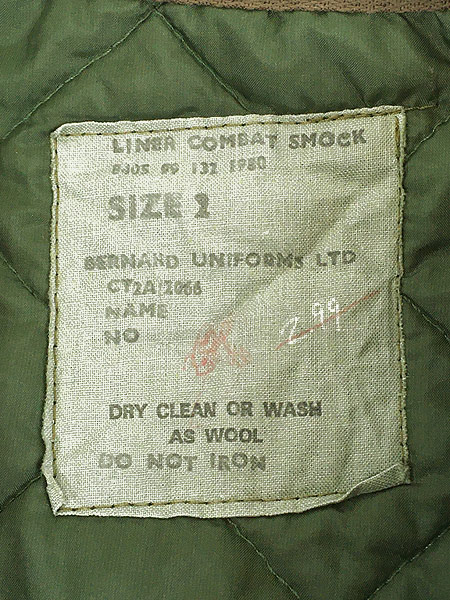 LINER COMBAT SMOCK
8405 99 132 1980
SIZE 2
BERNARD UNIFORMS LTD
CT2A/2066
NAME
NO
2 99
DRY CLEAN OR WASH
AS WOOL
DO NOT IRON